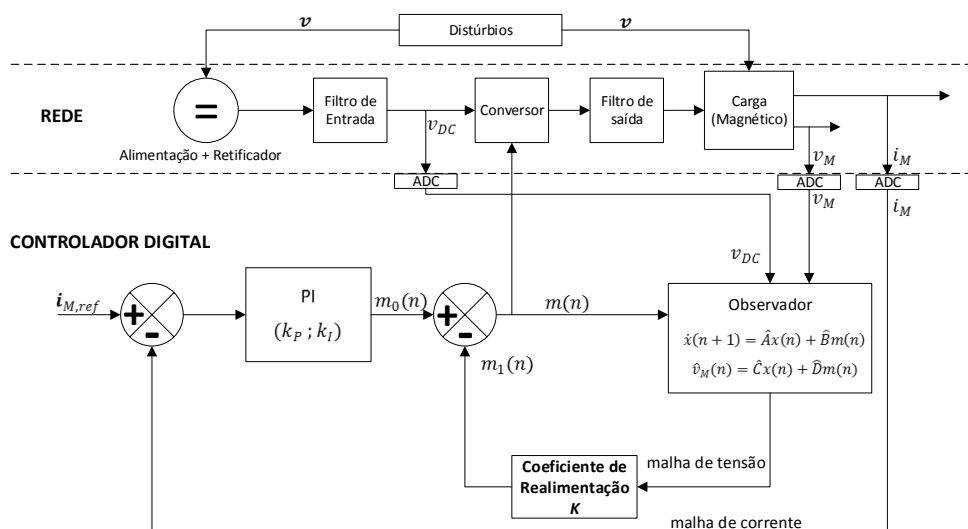 v
Distúrbios
v
REDE
=
Alimentação + Retificador
Filtro de
Entrada
v_DC
Conversor
Filtro de
saída
Carga
(Magnético)
v_M
i_M
ADC
ADC
ADC
v_M
i_M
CONTROLADOR DIGITAL
v_DC
i_M,ref
+
-
PI
(k_P ; k_I)
m_0(n)
+
-
m(n)
m_1(n)
Observador
ẋ(n + 1) = Âx(n) + B̂m(n)
v̂_M(n) = Ĉx(n) + D̂m(n)
Coeficiente de
Realimentação
K
malha de tensão
malha de corrente